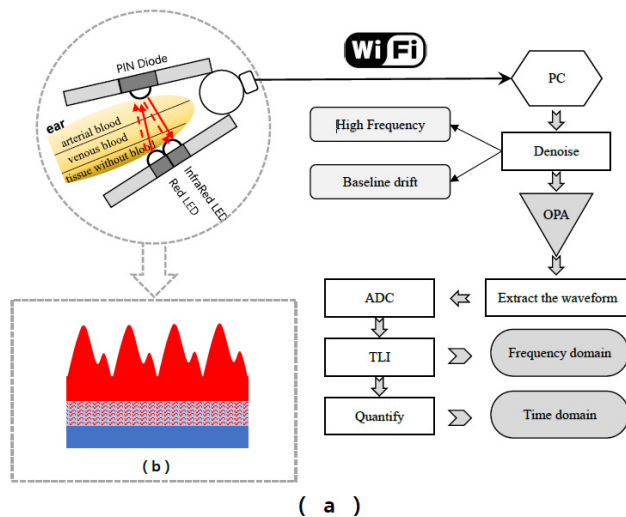 WiFi
PIN Diode
PC
ear
arterial blood
venous blood
tissue without blood
InfraRed LED
Red LED
High Frequency
Denoise
Baseline drift
OPA
ADC
Extract the waveform
TLI
Frequency domain
Quantify
Time domain
( b )
( a )